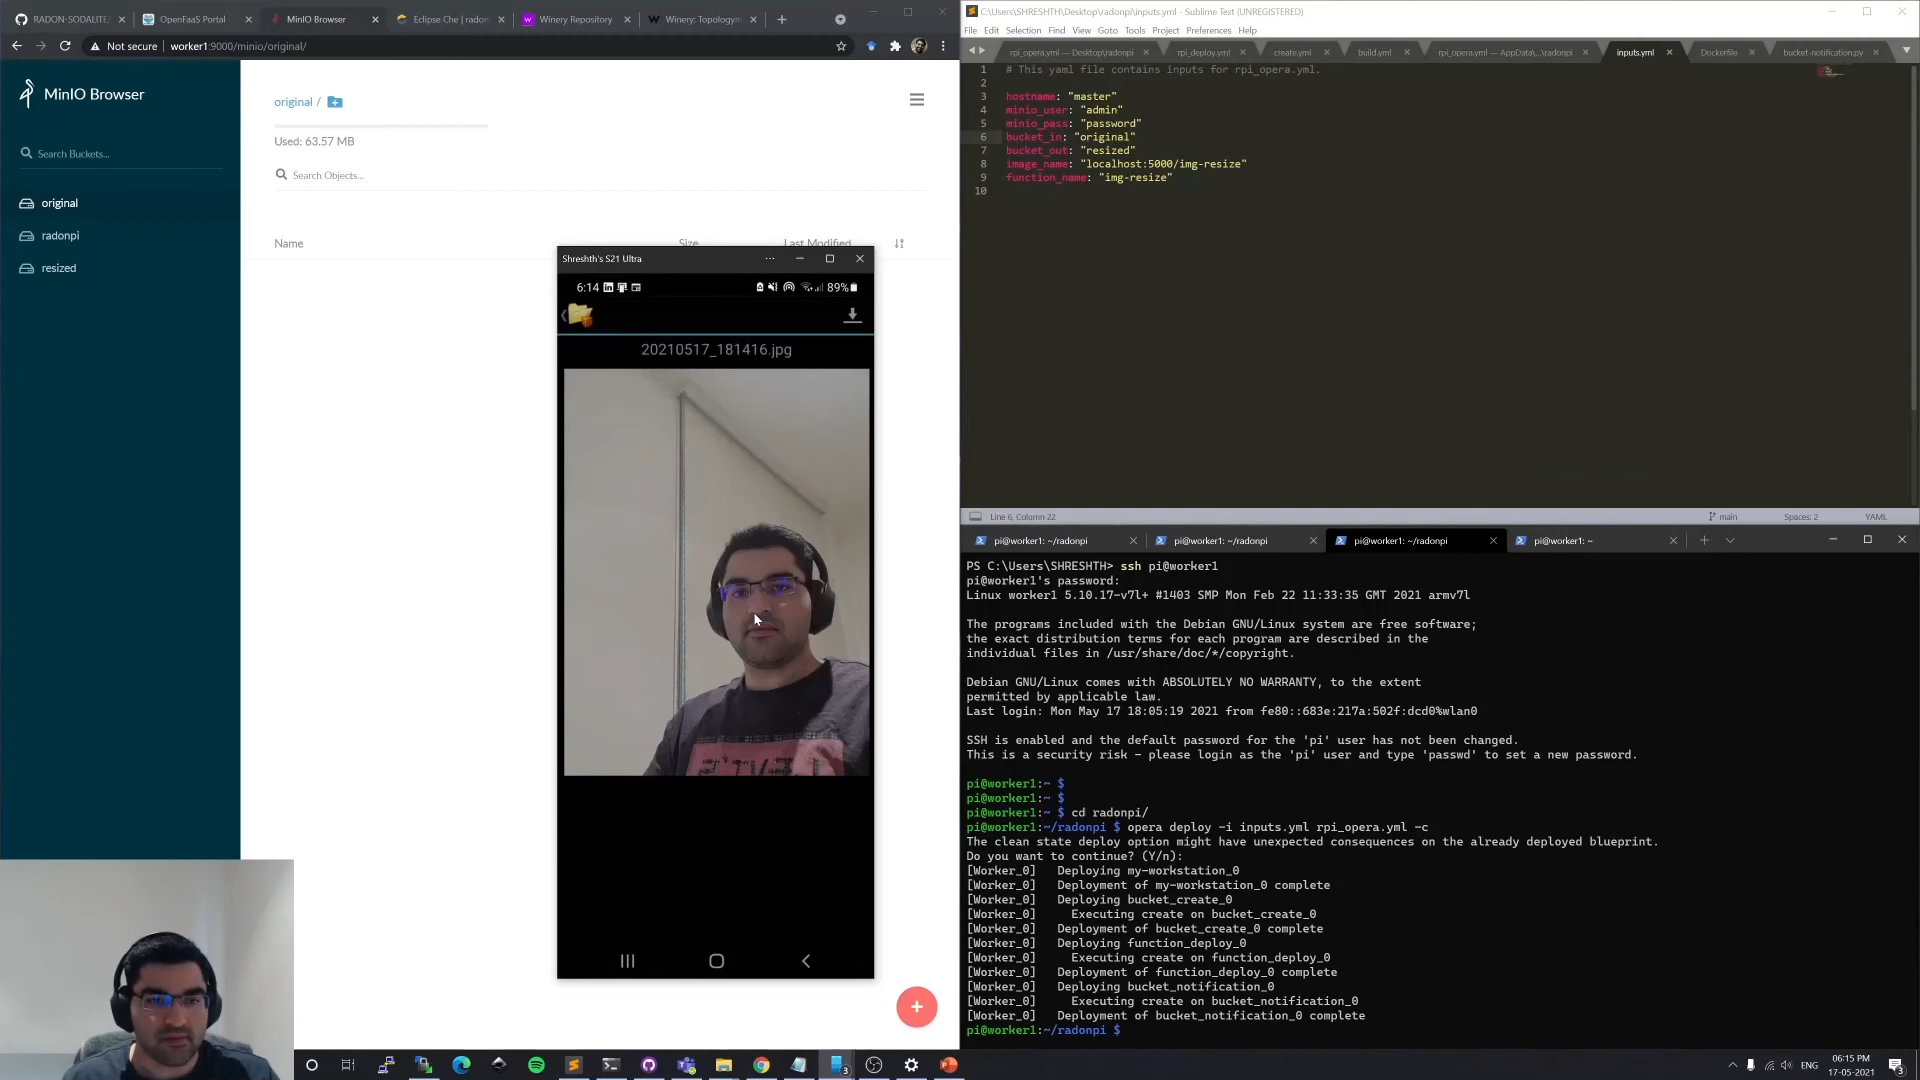 RADON-SODALITE/
OpenFaaS Portal
MinIO Browser
Eclipse Che | radon
Winery Repository
Winery: Topologym
Not secure
worker1:9000/minio/original/
MinIO Browser
Search Buckets...
original
radonpi
resized
original /
Used: 63.57 MB
Search Objects...
Name
Size
Last Modified
Shreshth's S21 Ultra
6:14
89%
20210517_181416.jpg
C:\Users\SHRESHTH\Desktop\radonpi\inputs.yml - Sublime Text (UNREGISTERED)
File Edit Selection Find View Goto Tools Project Preferences Help
rpi_opera.yml — Desktop\radonpi
rpi_deploy.yml
create.yml
build.yml
rpi_opera.yml — AppData\...\radonpi
inputs.yml
Dockerfile
bucket-notification.py
1 # This yaml file contains inputs for rpi_opera.yml.
2
3 hostname: "master"
4 minio_user: "admin"
5 minio_pass: "password"
6 bucket_in: "original"
7 bucket_out: "resized"
8 image_name: "localhost:5000/img-resize"
9 function_name: "img-resize"
10
Line 6, Column 22
main
Spaces: 2
YAML
pi@worker1: ~/radonpi
pi@worker1: ~/radonpi
pi@worker1: ~/radonpi
pi@worker1: ~
PS C:\Users\SHRESHTH> ssh pi@worker1
pi@worker1's password:
Linux worker1 5.10.17-v7l+ #1403 SMP Mon Feb 22 11:33:35 GMT 2021 armv7l
The programs included with the Debian GNU/Linux system are free software;
the exact distribution terms for each program are described in the
individual files in /usr/share/doc/*/copyright.
Debian GNU/Linux comes with ABSOLUTELY NO WARRANTY, to the extent
permitted by applicable law.
Last login: Mon May 17 18:05:19 2021 from fe80::683e:217a:502f:dcd0%wlan0
SSH is enabled and the default password for the 'pi' user has not been changed.
This is a security risk - please login as the 'pi' user and type 'passwd' to set a new password.
pi@worker1:~ $
pi@worker1:~ $
pi@worker1:~ $ cd radonpi/
pi@worker1:~/radonpi $ opera deploy -i inputs.yml rpi_opera.yml -c
The clean state deploy option might have unexpected consequences on the already deployed blueprint.
Do you want to continue? (Y/n):
[Worker_0] Deploying my-workstation_0
[Worker_0] Deployment of my-workstation_0 complete
[Worker_0] Deploying bucket_create_0
[Worker_0] Executing create on bucket_create_0
[Worker_0] Deployment of bucket_create_0 complete
[Worker_0] Deploying function_deploy_0
[Worker_0] Executing create on function_deploy_0
[Worker_0] Deployment of function_deploy_0 complete
[Worker_0] Deploying bucket_notification_0
[Worker_0] Executing create on bucket_notification_0
[Worker_0] Deployment of bucket_notification_0 complete
pi@worker1:~/radonpi $
ENG
06:15 PM
17-05-2021